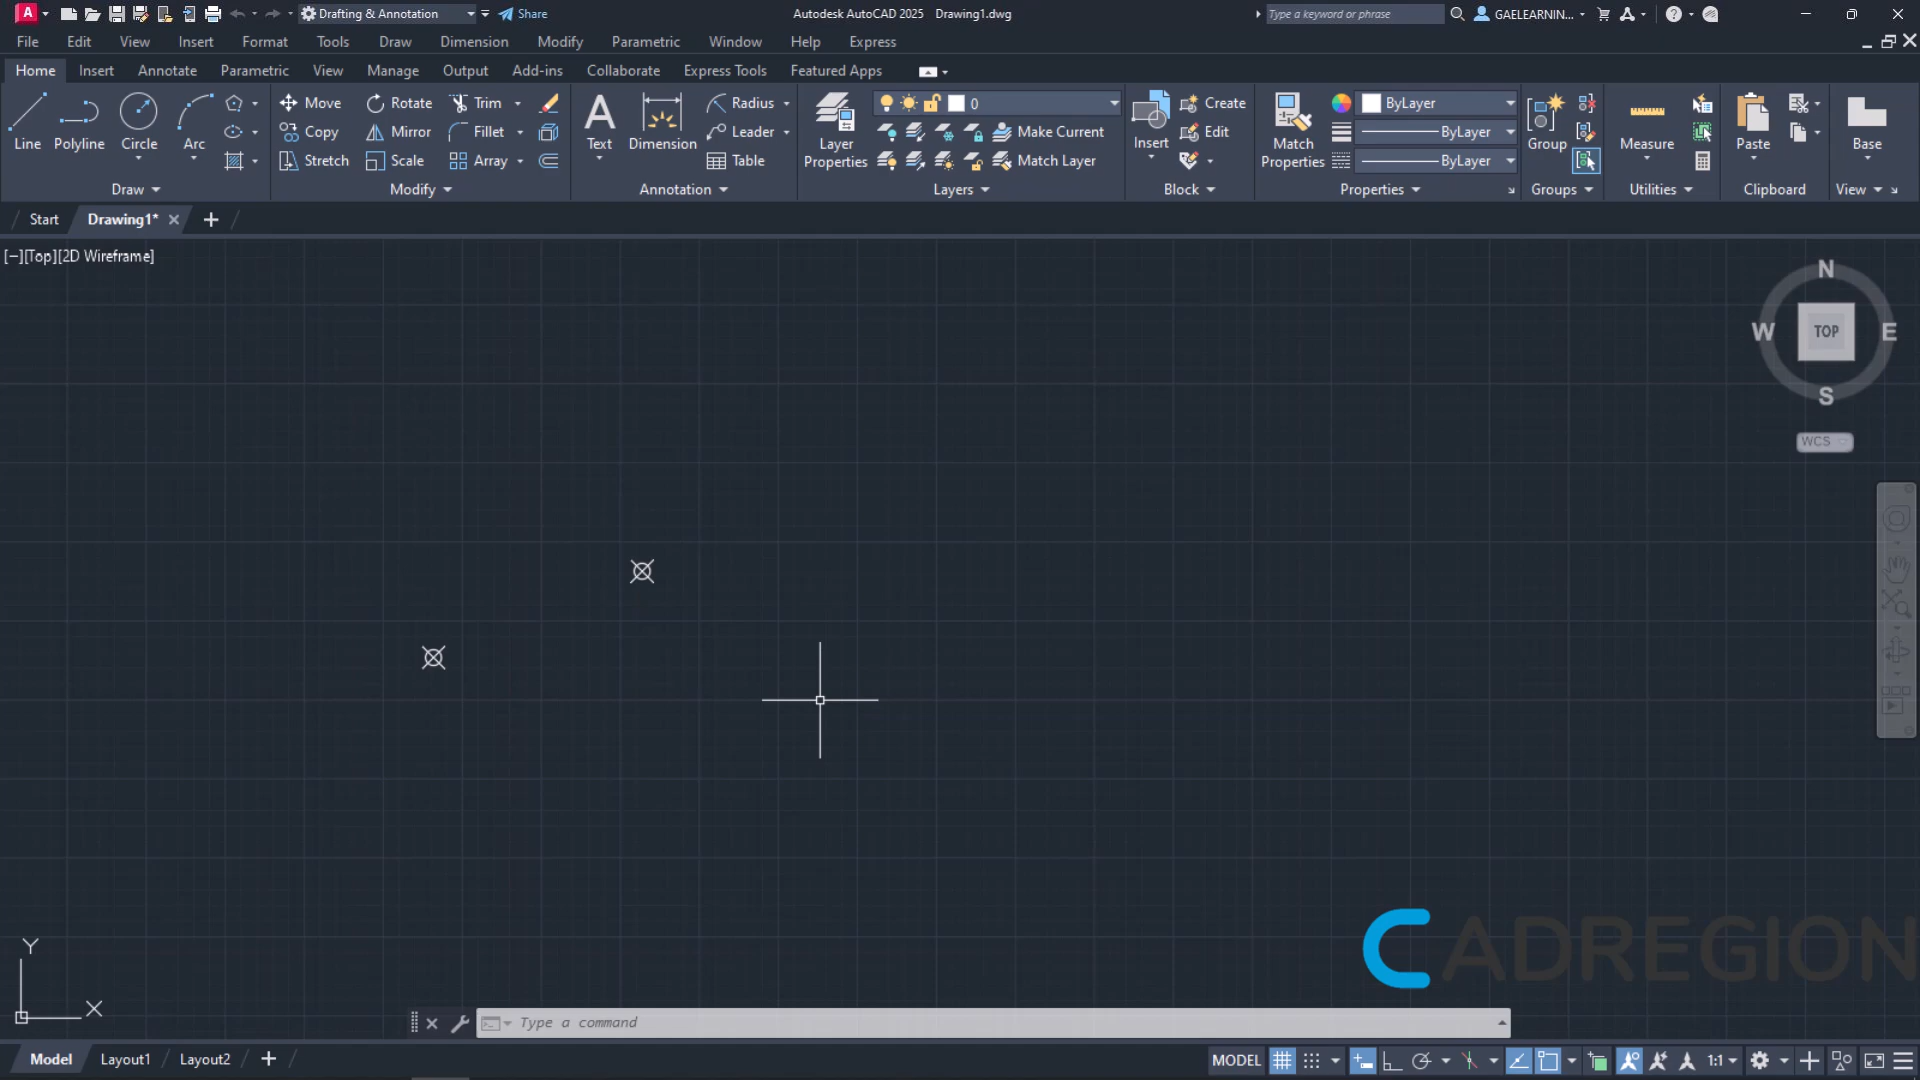 A Drafting & Annotation Share Autodesk AutoCAD 2025 Drawing1.dwg Type a keyword or phrase GAELEARNIN... ?
File Edit View Insert Format Tools Draw Dimension Modify Parametric Window Help Express
Home Insert Annotate Parametric View Manage Output Add-ins Collaborate Express Tools Featured Apps
Line Polyline Circle Arc
Move Rotate Trim
Copy Mirror Fillet
Stretch Scale Array
A Text Dimension
Radius
Leader
Table
Layer Properties
0
Make Current
Match Layer
Insert
Create
Edit
Match Properties
ByLayer
ByLayer
ByLayer
Group
Measure
Paste
Base
Draw Modify Annotation Layers Block Properties Groups Utilities Clipboard View
Start Drawing1* +
[−][Top][2D Wireframe]
N
W TOP E
S
WCS
CADREGION
Y
X
Type a command
Model Layout1 Layout2 + MODEL 1:1